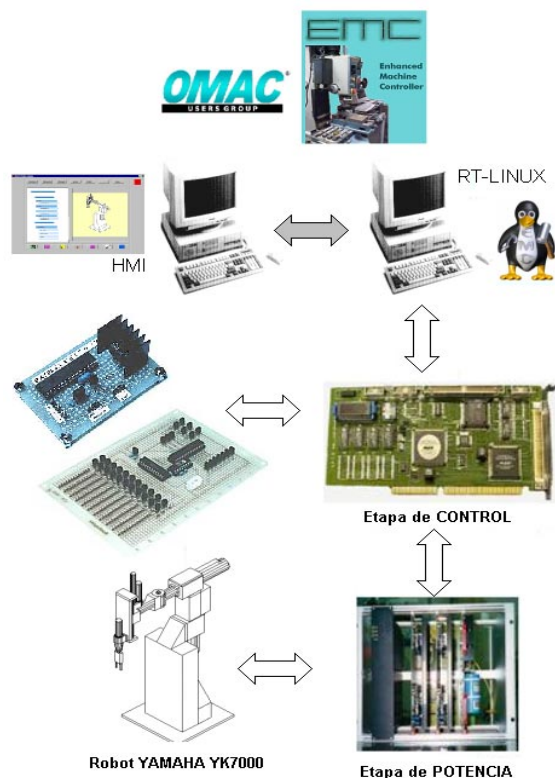 EMC
Enhanced
Machine
Controller
OMAC
USERS GROUP
RT-LINUX
HMI
EMC
Etapa de CONTROL
Robot YAMAHA YK7000
Etapa de POTENCIA